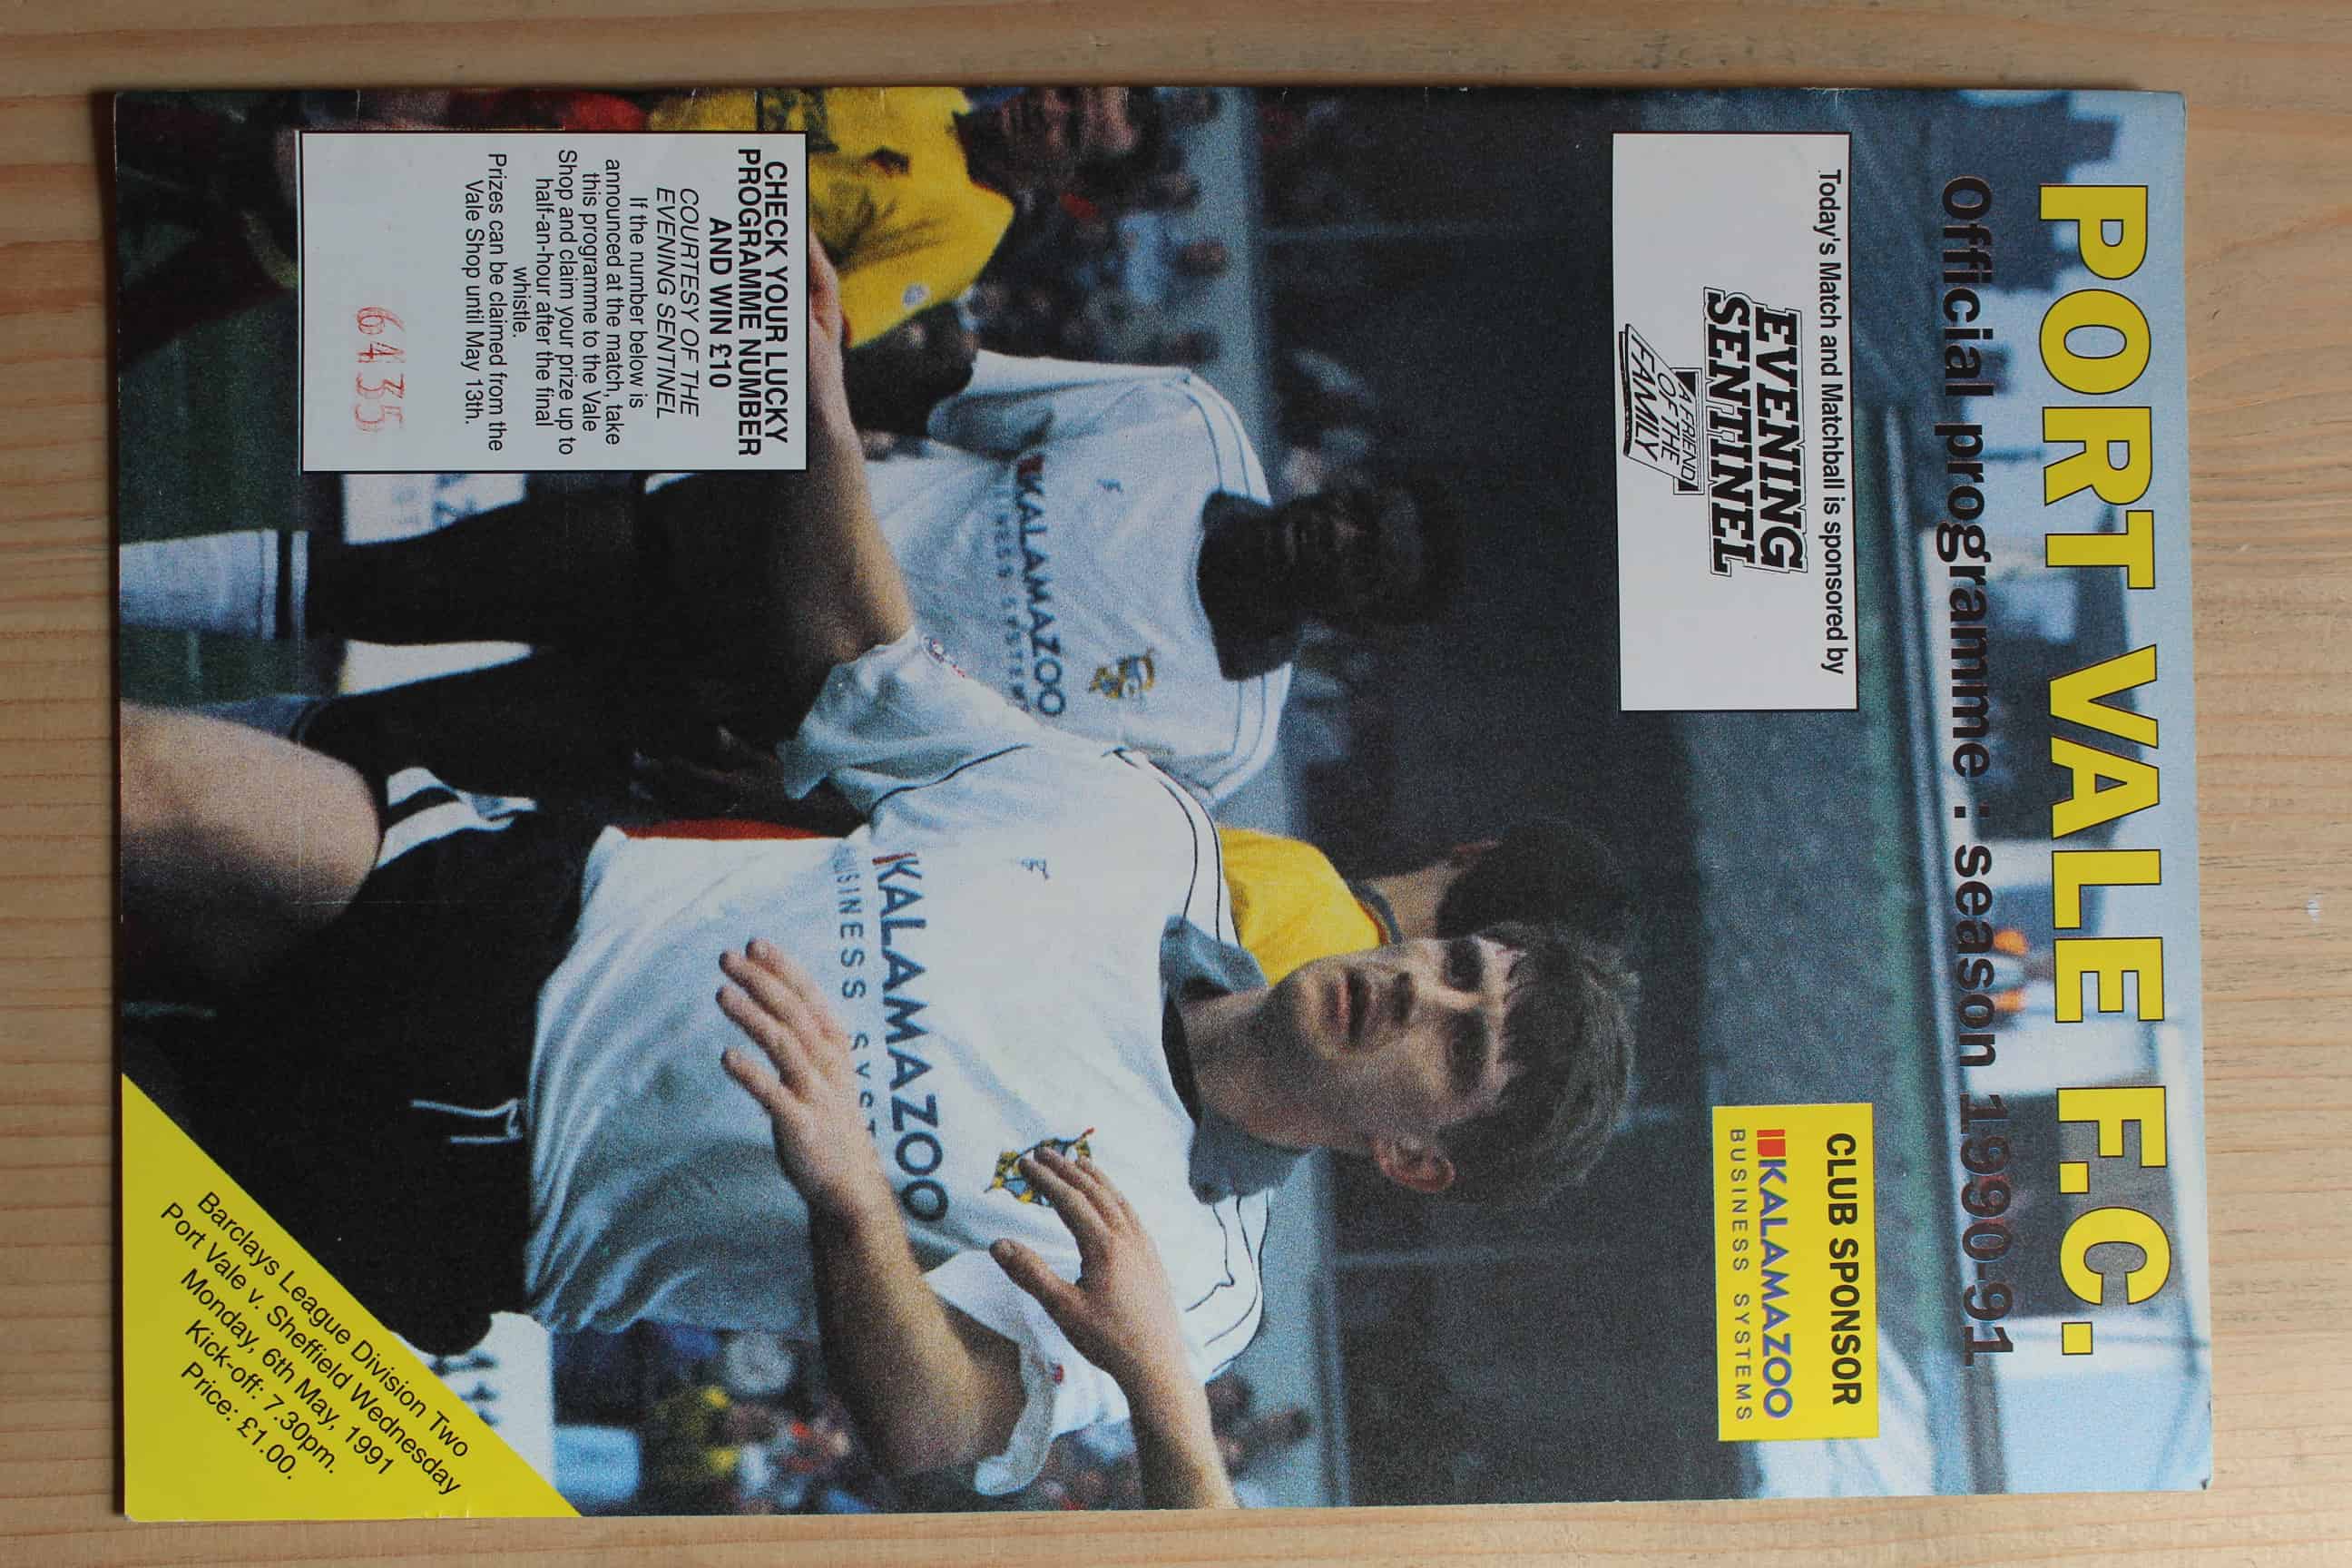 PORT VALE F.C.
Official programme : season 1990-91
Today's Match and Matchball is sponsored by
EVENING
SENTINEL
A FRIEND
OF THE
FAMILY
CLUB SPONSOR
KALAMAZOO
BUSINESS SYSTEMS
KALAMAZOO
KALAMAZOO
BUSINESS SYST
CHECK YOUR LUCKY
PROGRAMME NUMBER
AND WIN £10
COURTESY OF THE
EVENING SENTINEL
If the number below is
announced at the match, take
this programme to the Vale
Shop and claim your prize up to
half-an-hour after the final
whistle.
Prizes can be claimed from the
Vale Shop until May 13th.
6435
Barclays League Division Two
Port Vale v. Sheffield Wednesday
Monday, 6th May, 1991
Kick-off: 7.30pm.
Price: £1.00.